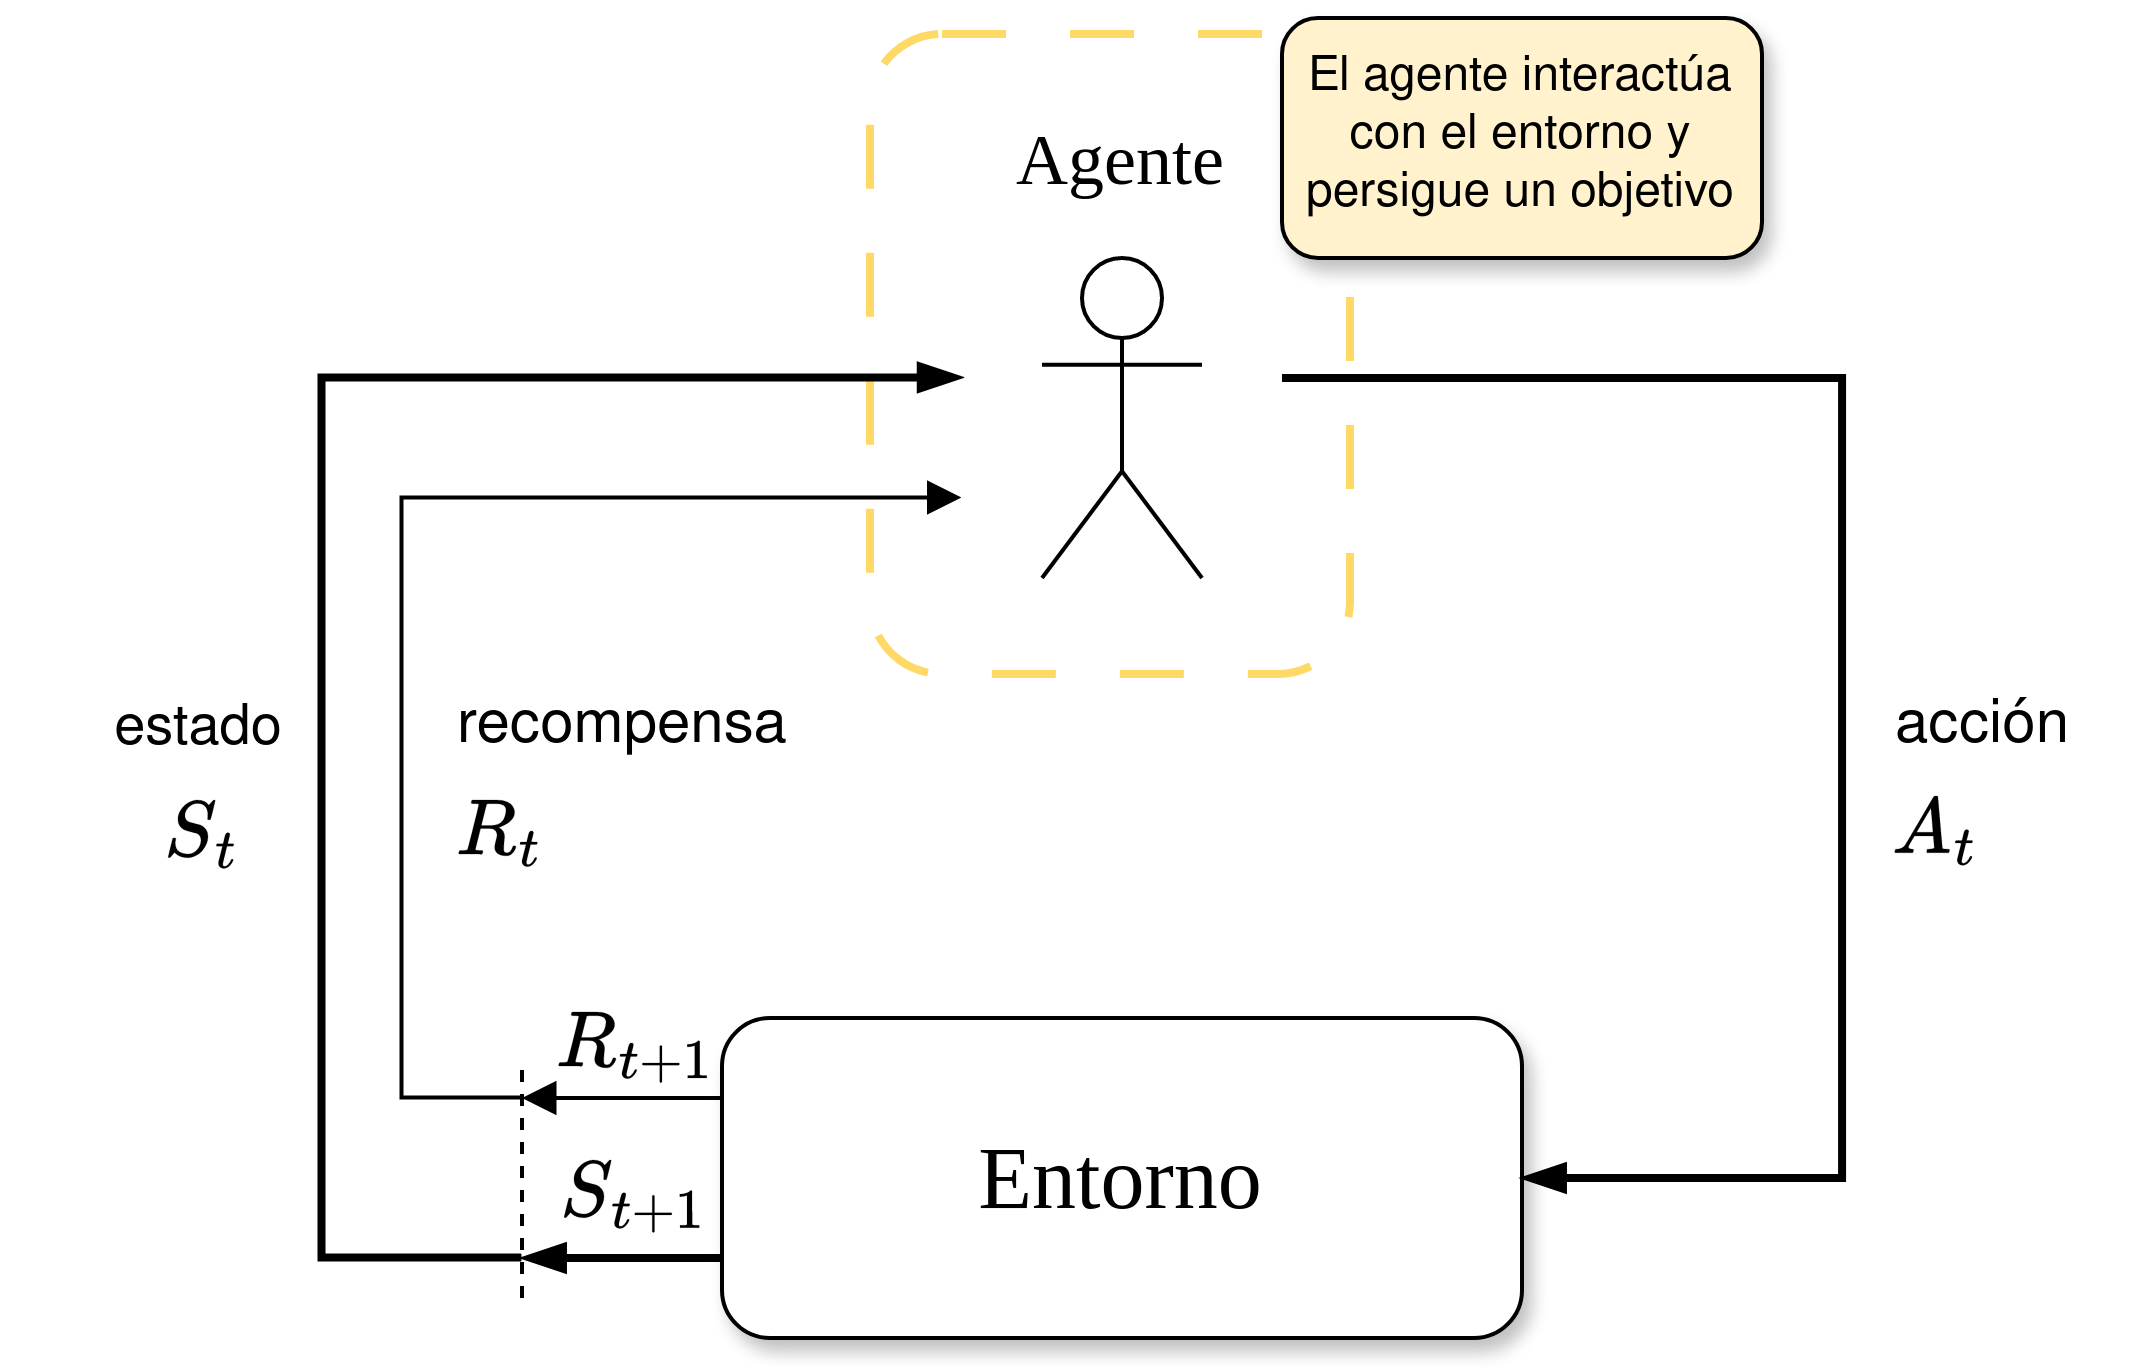 El agente interactúa
con el entorno y
persigue un objetivo
Agente
estado
recompensa
acción
S_t
R_t
A_t
R_{t+1}
S_{t+1}
Entorno